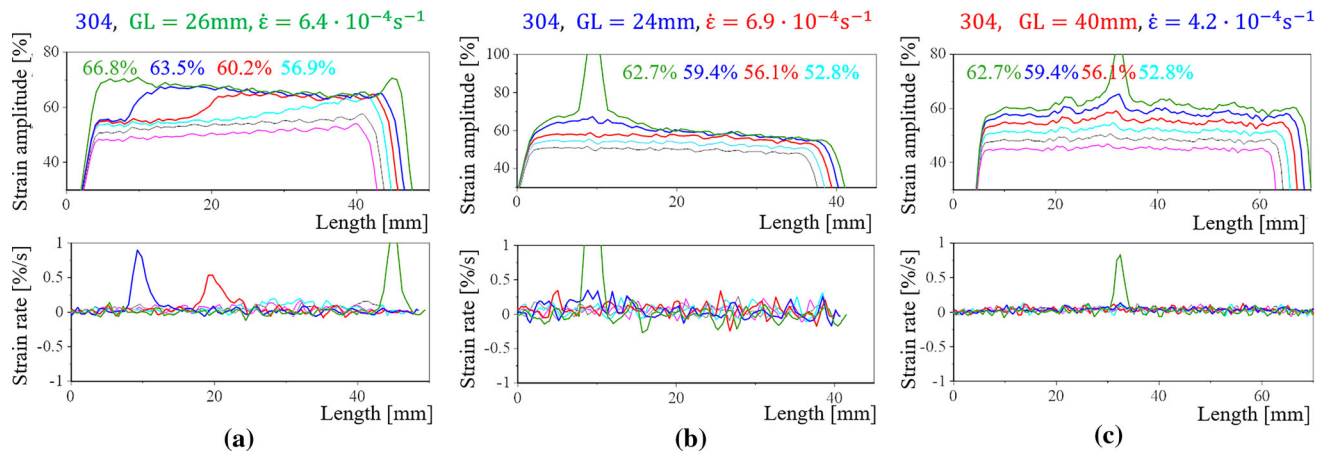 304, GL = 26mm, ε̇ = 6.4 · 10⁻⁴s⁻¹
Strain amplitude [%]
80
60
40
66.8% 63.5% 60.2% 56.9%
0 20 40
Length [mm]
Strain rate [%/s]
1
0.5
0
-0.5
-1
0 20 40
Length [mm]
(a)
304, GL = 24mm, ε̇ = 6.9 · 10⁻⁴s⁻¹
Strain amplitude [%]
100
80
60
40
62.7% 59.4% 56.1% 52.8%
0 20 40
Length [mm]
Strain rate [%/s]
1
0.5
0
-0.5
-1
0 20 40
Length [mm]
(b)
304, GL = 40mm, ε̇ = 4.2 · 10⁻⁴s⁻¹
Strain amplitude [%]
80
60
40
62.7% 59.4% 56.1% 52.8%
0 20 40 60
Length [mm]
Strain rate [%/s]
1
0.5
0
-0.5
-1
0 20 40 60
Length [mm]
(c)